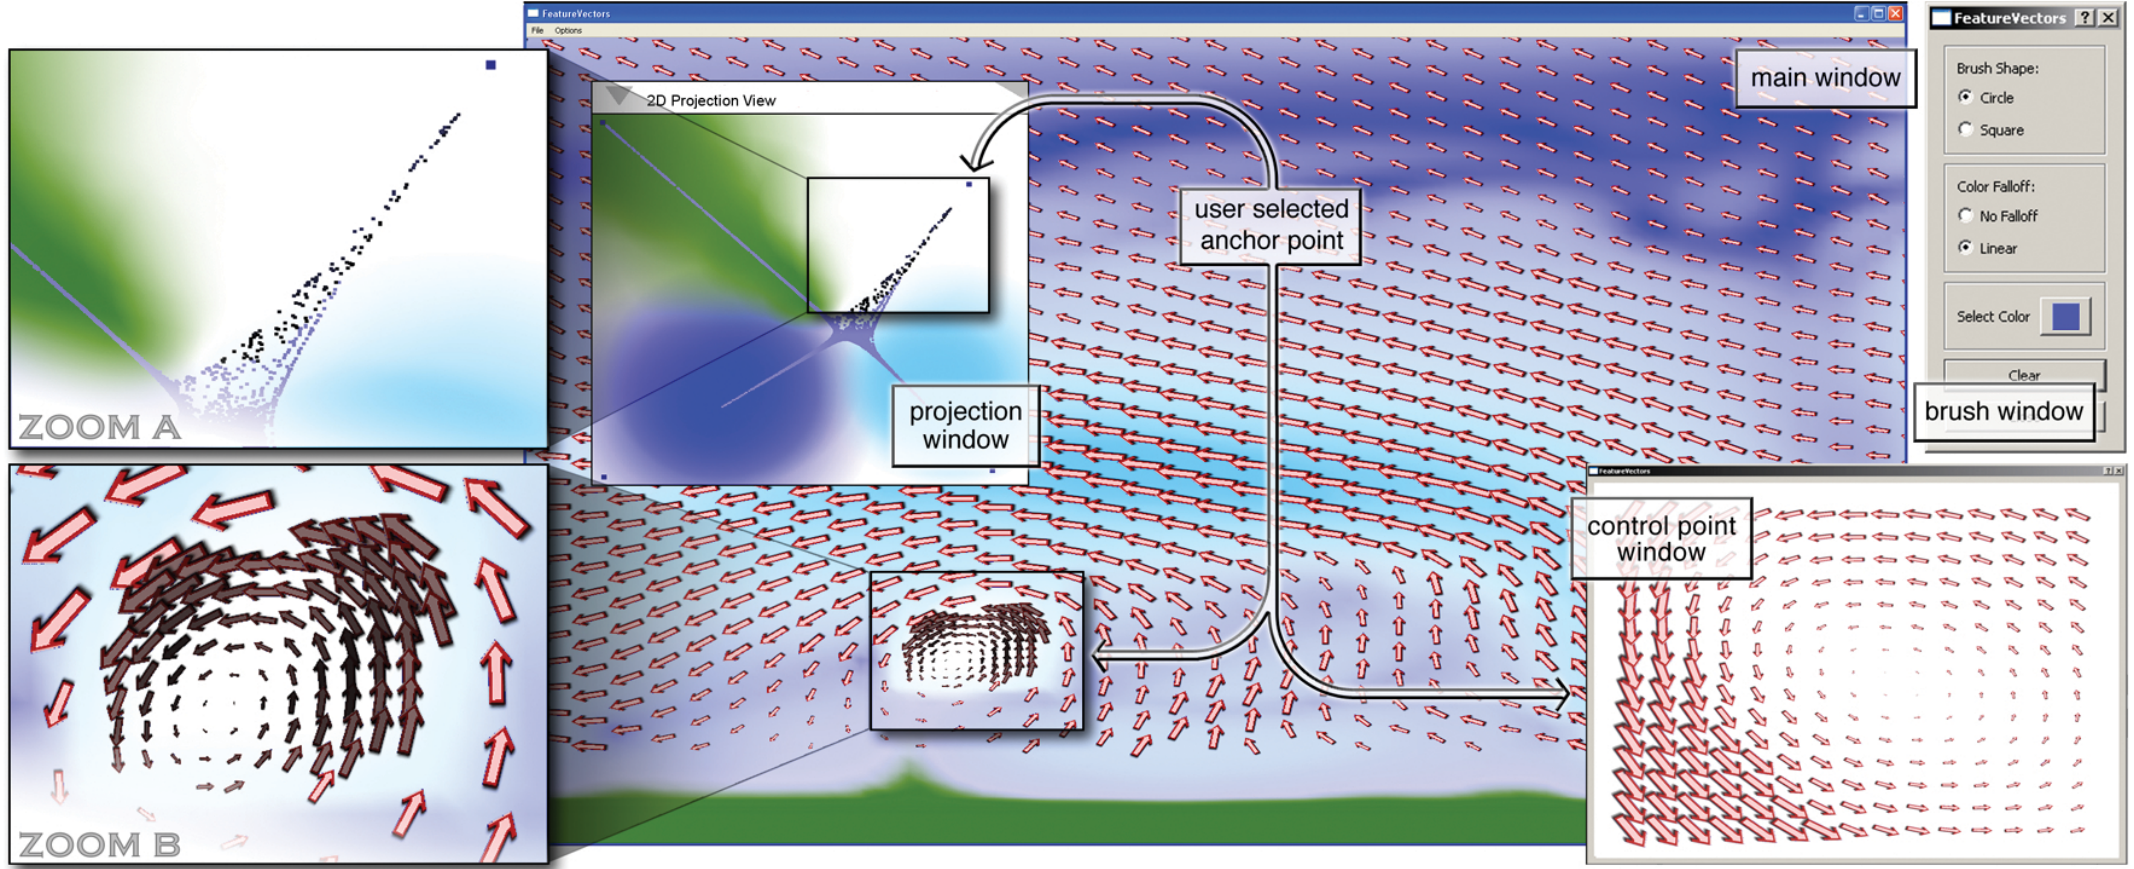 FeatureVectors
File Options
2D Projection View
main window
user selected
anchor point
projection
window
ZOOM A
ZOOM B
FeatureVectors
Brush Shape:
Circle
Square
Color Falloff:
No Falloff
Linear
Select Color
Clear
brush window
FeatureVectors
control point
window